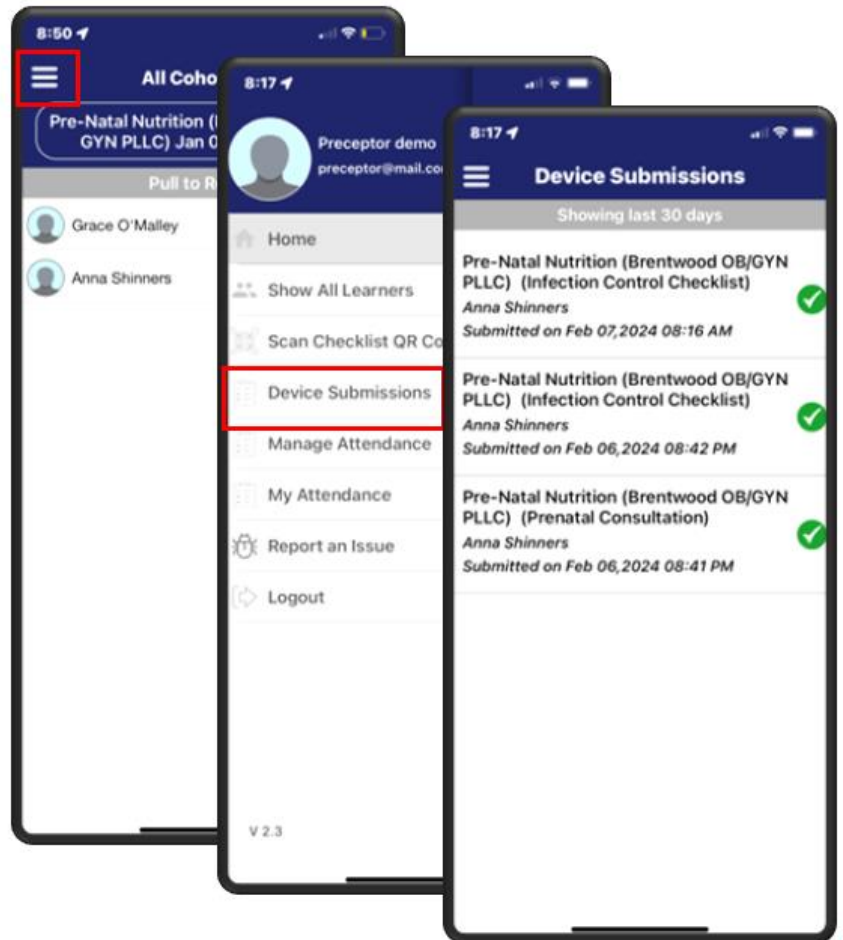 8:50
All Coho
Pre-Natal Nutrition (
GYN PLLC) Jan 0
Pull to R
Grace O'Malley
Anna Shinners
8:17
Preceptor demo
preceptor@mail.co
Home
Show All Learners
Scan Checklist QR Co
Device Submissions
Manage Attendance
My Attendance
Report an Issue
Logout
V 2.3
8:17
Device Submissions
Showing last 30 days
Pre-Natal Nutrition (Brentwood OB/GYN
PLLC) (Infection Control Checklist)
Anna Shinners
Submitted on Feb 07,2024 08:16 AM
Pre-Natal Nutrition (Brentwood OB/GYN
PLLC) (Infection Control Checklist)
Anna Shinners
Submitted on Feb 06,2024 08:42 PM
Pre-Natal Nutrition (Brentwood OB/GYN
PLLC) (Prenatal Consultation)
Anna Shinners
Submitted on Feb 06,2024 08:41 PM